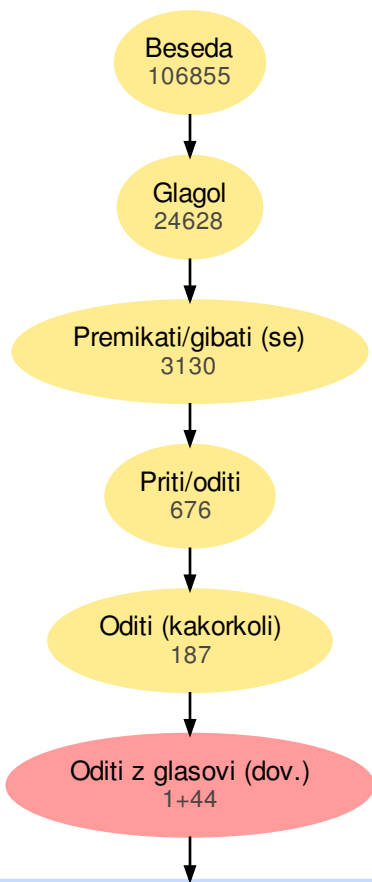 Beseda
106855
Glagol
24628
Premikati/gibati (se)
3130
Priti/oditi
676
Oditi (kakorkoli)
187
Oditi z glasovi (dov.)
1+44